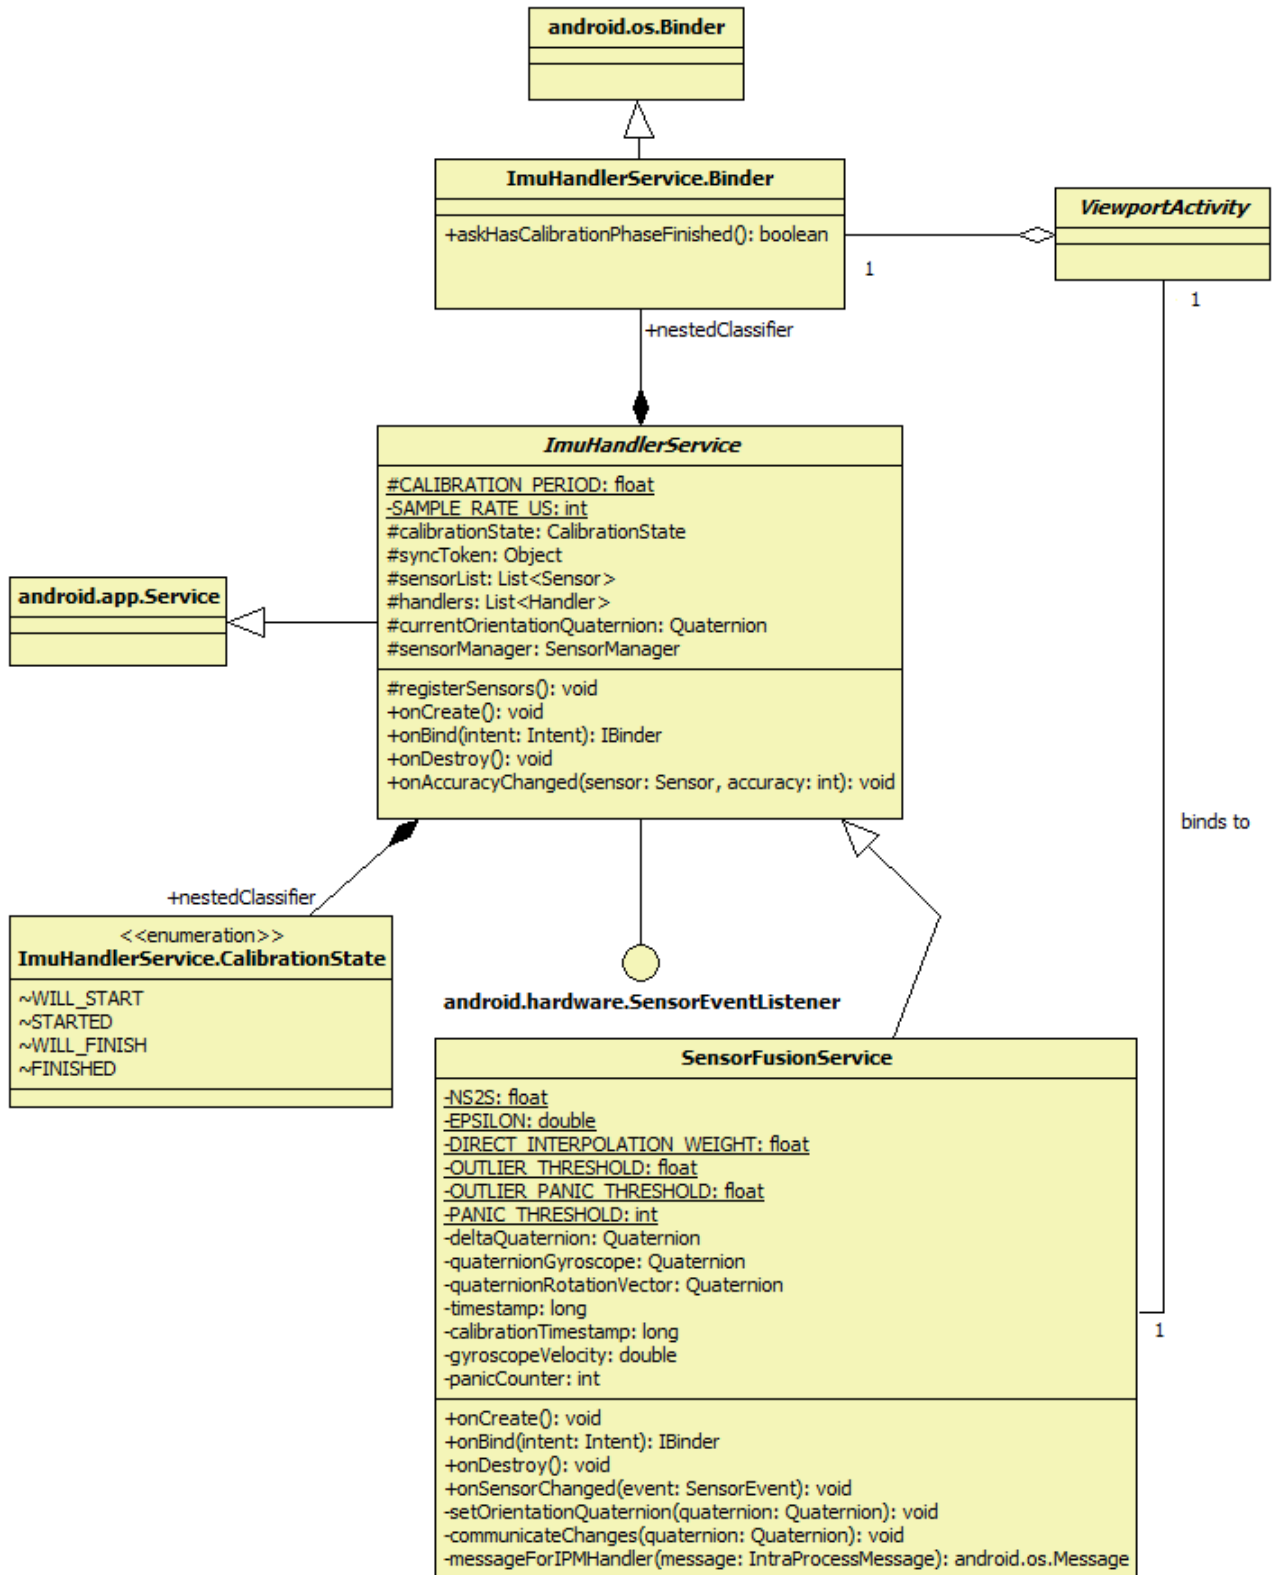 android.os.Binder
ImuHandlerService.Binder
+askHasCalibrationPhaseFinished(): boolean
ViewportActivity
1
1
+nestedClassifier
ImuHandlerService
#CALIBRATION_PERIOD: float
-SAMPLE_RATE_US: int
#calibrationState: CalibrationState
#syncToken: Object
#sensorList: List<Sensor>
#handlers: List<Handler>
#currentOrientationQuaternion: Quaternion
#sensorManager: SensorManager
#registerSensors(): void
+onCreate(): void
+onBind(intent: Intent): IBinder
+onDestroy(): void
+onAccuracyChanged(sensor: Sensor, accuracy: int): void
android.app.Service
binds to
+nestedClassifier
<<enumeration>>
ImuHandlerService.CalibrationState
~WILL_START
~STARTED
~WILL_FINISH
~FINISHED
android.hardware.SensorEventListener
SensorFusionService
-NS2S: float
-EPSILON: double
-DIRECT_INTERPOLATION_WEIGHT: float
-OUTLIER_THRESHOLD: float
-OUTLIER_PANIC_THRESHOLD: float
-PANIC_THRESHOLD: int
-deltaQuaternion: Quaternion
-quaternionGyroscope: Quaternion
-quaternionRotationVector: Quaternion
-timestamp: long
-calibrationTimestamp: long
-gyroscopeVelocity: double
-panicCounter: int
1
+onCreate(): void
+onBind(intent: Intent): IBinder
+onDestroy(): void
+onSensorChanged(event: SensorEvent): void
-setOrientationQuaternion(quaternion: Quaternion): void
-communicateChanges(quaternion: Quaternion): void
-messageForIPMHandler(message: IntraProcessMessage): android.os.Message